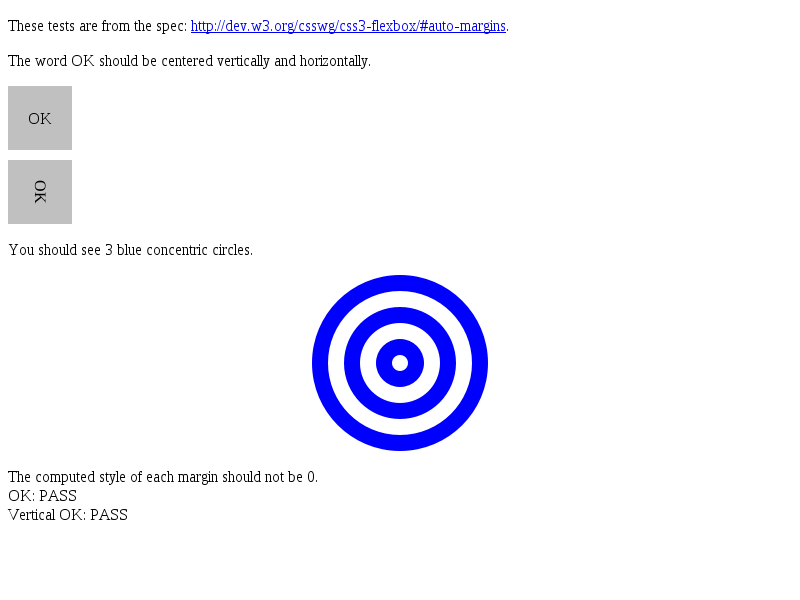 These tests are from the spec: http://dev.w3.org/csswg/css3-flexbox/#auto-margins.
The word OK should be centered vertically and horizontally.
OK
OK
You should see 3 blue concentric circles.
The computed style of each margin should not be 0.
OK: PASS
Vertical OK: PASS